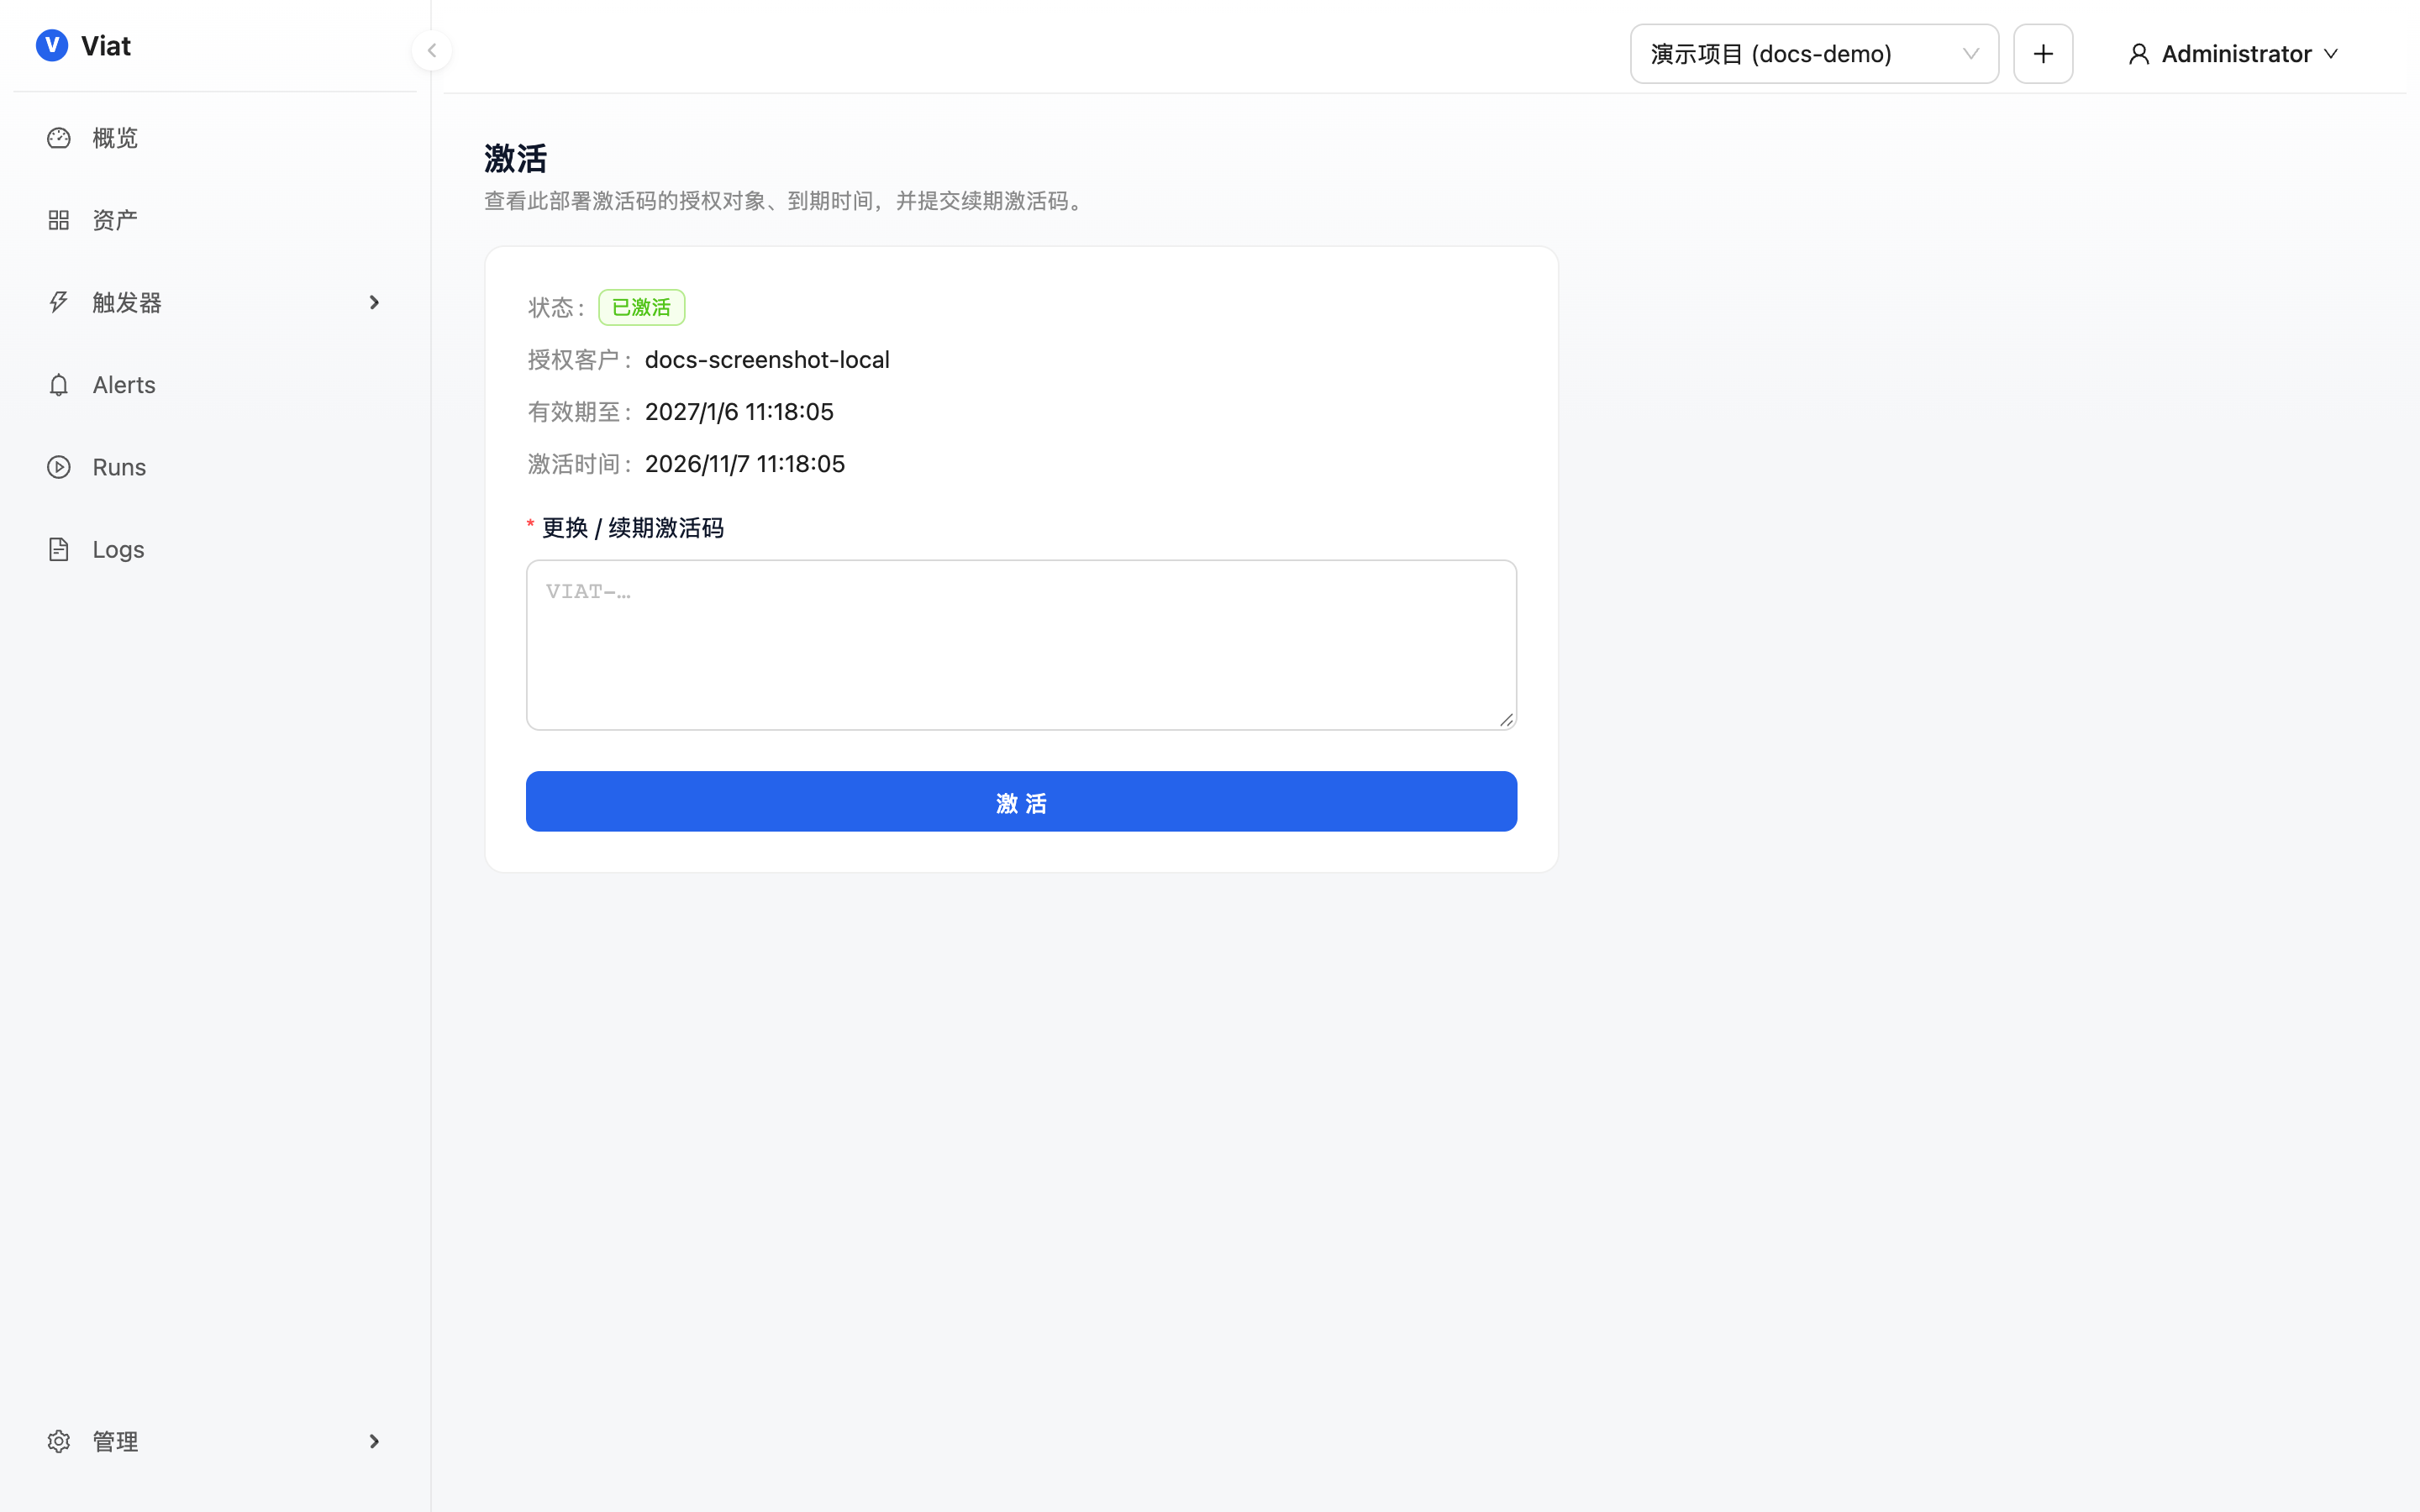 V Viat
演示项目 (docs-demo)
Administrator
概览
资产
触发器
Alerts
Runs
Logs
管理
激活
查看此部署激活码的授权对象、到期时间，并提交续期激活码。
状态： 已激活
授权客户： docs-screenshot-local
有效期至： 2027/1/6 11:18:05
激活时间： 2026/11/7 11:18:05
* 更换 / 续期激活码
VIAT-…
激 活